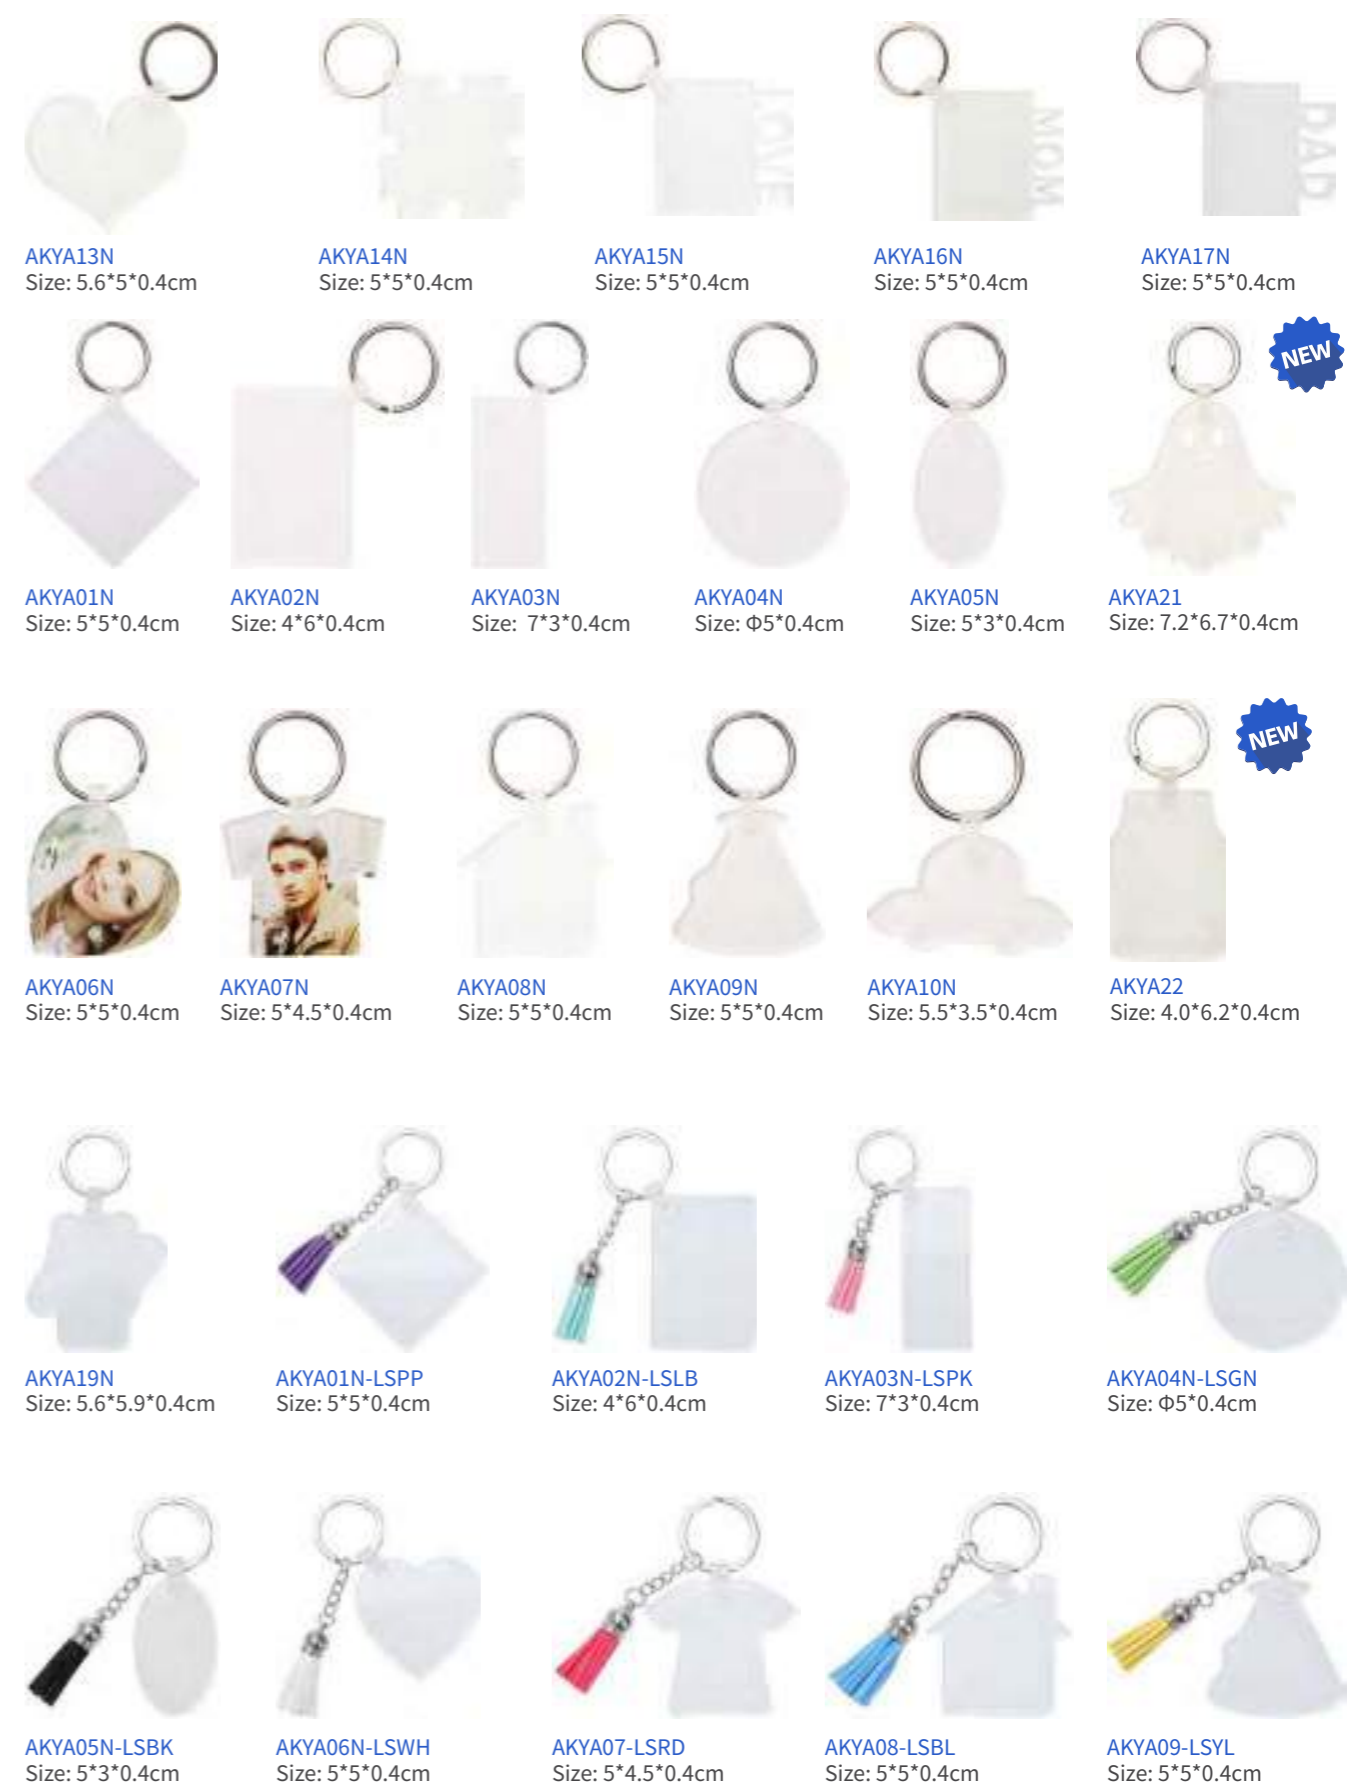 LOVE
MOM
DAD
AKYA13N
Size: 5.6*5*0.4cm
AKYA14N
Size: 5*5*0.4cm
AKYA15N
Size: 5*5*0.4cm
AKYA16N
Size: 5*5*0.4cm
AKYA17N
Size: 5*5*0.4cm
NEW
AKYA01N
Size: 5*5*0.4cm
AKYA02N
Size: 4*6*0.4cm
AKYA03N
Size: 7*3*0.4cm
AKYA04N
Size: Φ5*0.4cm
AKYA05N
Size: 5*3*0.4cm
AKYA21
Size: 7.2*6.7*0.4cm
NEW
AKYA06N
Size: 5*5*0.4cm
AKYA07N
Size: 5*4.5*0.4cm
AKYA08N
Size: 5*5*0.4cm
AKYA09N
Size: 5*5*0.4cm
AKYA10N
Size: 5.5*3.5*0.4cm
AKYA22
Size: 4.0*6.2*0.4cm
AKYA19N
Size: 5.6*5.9*0.4cm
AKYA01N-LSPP
Size: 5*5*0.4cm
AKYA02N-LSLB
Size: 4*6*0.4cm
AKYA03N-LSPK
Size: 7*3*0.4cm
AKYA04N-LSGN
Size: Φ5*0.4cm
AKYA05N-LSBK
Size: 5*3*0.4cm
AKYA06N-LSWH
Size: 5*5*0.4cm
AKYA07-LSRD
Size: 5*4.5*0.4cm
AKYA08-LSBL
Size: 5*5*0.4cm
AKYA09-LSYL
Size: 5*5*0.4cm